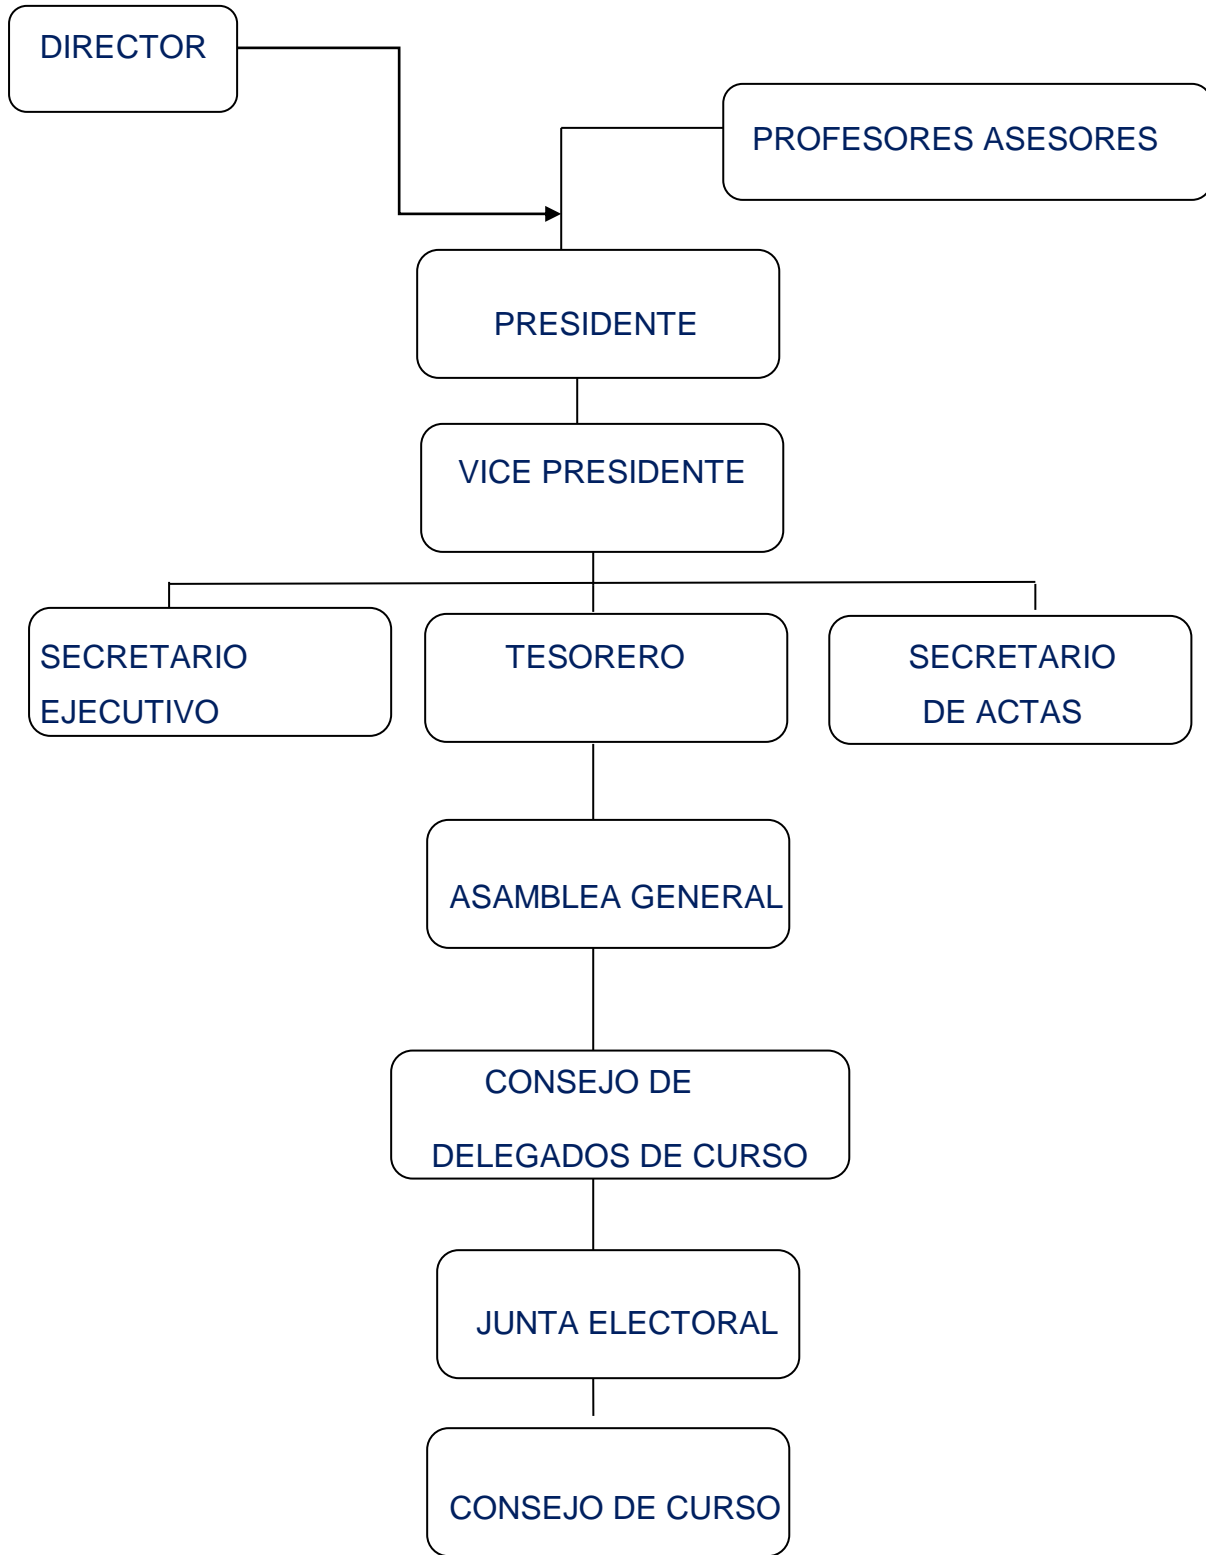 DIRECTOR
PROFESORES ASESORES
PRESIDENTE
VICE PRESIDENTE
SECRETARIO
EJECUTIVO
TESORERO
SECRETARIO
DE ACTAS
ASAMBLEA GENERAL
CONSEJO DE
DELEGADOS DE CURSO
JUNTA ELECTORAL
CONSEJO DE CURSO